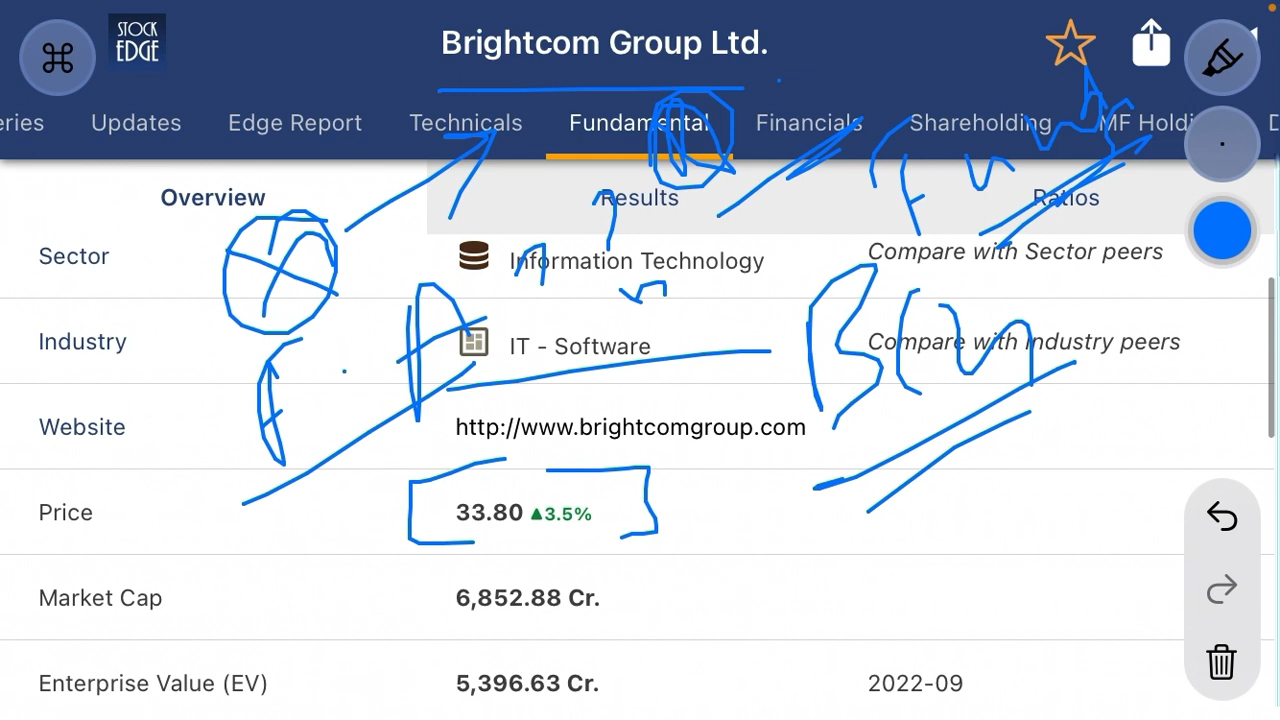 STOCK EDGE
Brightcom Group Ltd.
eries Updates Edge Report Technicals Fundamental Financials Shareholding MF Holdi
Overview Results Ratios
Sector Information Technology Compare with Sector peers
Industry IT - Software Compare with Industry peers
Website http://www.brightcomgroup.com
Price 33.80 ▲3.5%
Market Cap 6,852.88 Cr.
Enterprise Value (EV) 5,396.63 Cr. 2022-09